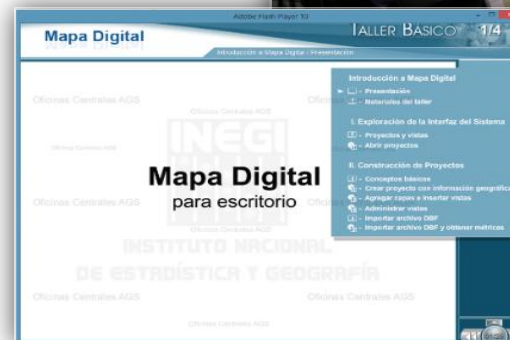 Adobe Flash Player 10
Mapa Digital
TALLER BÁSICO
1/4
Introducción a Mapa Digital / Presentación
Introducción a Mapa Digital
- Presentación
- Materiales del taller
I. Exploración de la Interfaz del Sistema
- Proyectos y vistas
- Abrir proyectos
II. Construcción de Proyectos
- Conceptos básicos
- Crear proyecto con información geográfica
- Agregar capas e insertar vistas
- Administrar vistas
- Importar archivo DBF
- Importar archivo DBF y obtener métricas
Mapa Digital
para escritorio
Oficinas Centrales AGS
Oficinas Centrales AGS
INEGI
Oficinas Centrales AGS
Oficinas Centrales AGS
Oficinas Centrales AGS
INSTITUTO NACIONAL
DE ESTADÍSTICA Y GEOGRAFÍA
Oficinas Centrales AGS
Oficinas Centrales AGS
Oficinas Centrales AGS